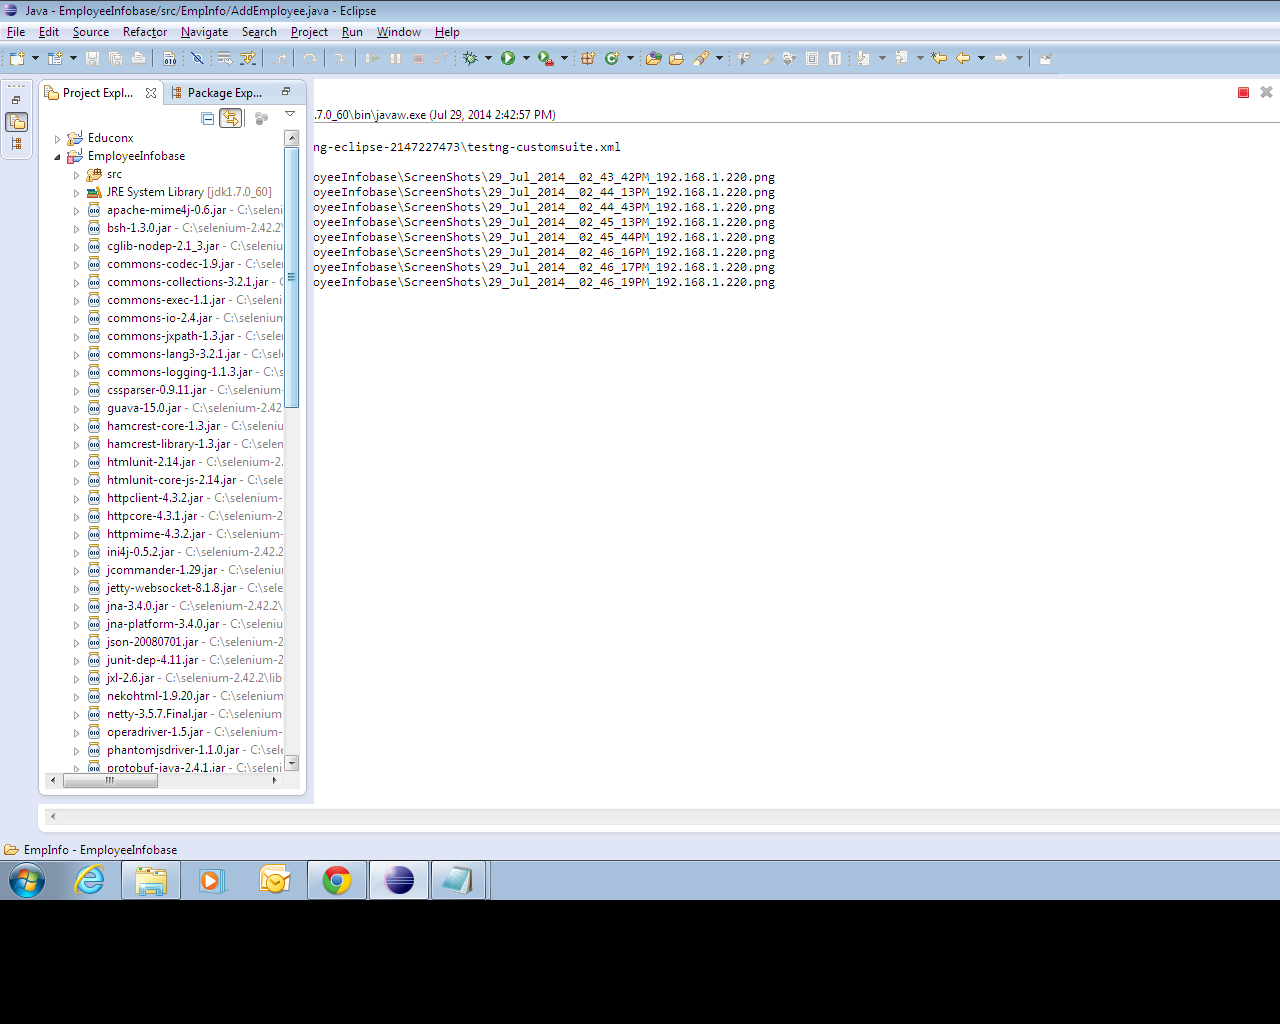 Java - EmployeeInfobase/src/EmpInfo/AddEmployee.java - Eclipse
File Edit Source Refactor Navigate Search Project Run Window Help
Project Expl... Package Exp...
.7.0_60\bin\javaw.exe (Jul 29, 2014 2:42:57 PM)
Educonx
ng-eclipse-2147227473\testng-customsuite.xml
EmployeeInfobase
src
oyeeInfobase\ScreenShots\29_Jul_2014__02_43_42PM_192.168.1.220.png
JRE System Library [jdk1.7.0_60]
oyeeInfobase\ScreenShots\29_Jul_2014__02_44_13PM_192.168.1.220.png
apache-mime4j-0.6.jar - C:\seleni
oyeeInfobase\ScreenShots\29_Jul_2014__02_44_43PM_192.168.1.220.png
bsh-1.3.0.jar - C:\selenium-2.42.2\
oyeeInfobase\ScreenShots\29_Jul_2014__02_45_13PM_192.168.1.220.png
cglib-nodep-2.1_3.jar - C:\seleniu
oyeeInfobase\ScreenShots\29_Jul_2014__02_45_44PM_192.168.1.220.png
commons-codec-1.9.jar - C:\seleni
oyeeInfobase\ScreenShots\29_Jul_2014__02_46_16PM_192.168.1.220.png
oyeeInfobase\ScreenShots\29_Jul_2014__02_46_17PM_192.168.1.220.png
commons-collections-3.2.1.jar - C:
oyeeInfobase\ScreenShots\29_Jul_2014__02_46_19PM_192.168.1.220.png
commons-exec-1.1.jar - C:\seleni
commons-io-2.4.jar - C:\selenium
commons-jxpath-1.3.jar - C:\seler
commons-lang3-3.2.1.jar - C:\sel
commons-logging-1.1.3.jar - C:\s
cssparser-0.9.11.jar - C:\selenium-
guava-15.0.jar - C:\selenium-2.42
hamcrest-core-1.3.jar - C:\selen
hamcrest-library-1.3.jar - C:\selen
htmlunit-2.14.jar - C:\selenium-2.
htmlunit-core-js-2.14.jar - C:\selen
httpclient-4.3.2.jar - C:\selenium-
httpcore-4.3.1.jar - C:\selenium-2
httpmime-4.3.2.jar - C:\selenium
ini4j-0.5.2.jar - C:\selenium-2.42.2
jcommander-1.29.jar - C:\seleniu
jetty-websocket-8.1.8.jar - C:\sele
jna-3.4.0.jar - C:\selenium-2.42.2\
jna-platform-3.4.0.jar - C:\seleni
json-20080701.jar - C:\selenium-2
junit-dep-4.11.jar - C:\selenium-2
jxl-2.6.jar - C:\selenium-2.42.2\lib
nekohtml-1.9.20.jar - C:\selenium
netty-3.5.7.Final.jar - C:\selenium
operadriver-1.5.jar - C:\selenium-
phantomjsdriver-1.1.0.jar - C:\sel
protobuf-java-2.4.1.jar - C:\seleni
EmpInfo - EmployeeInfobase